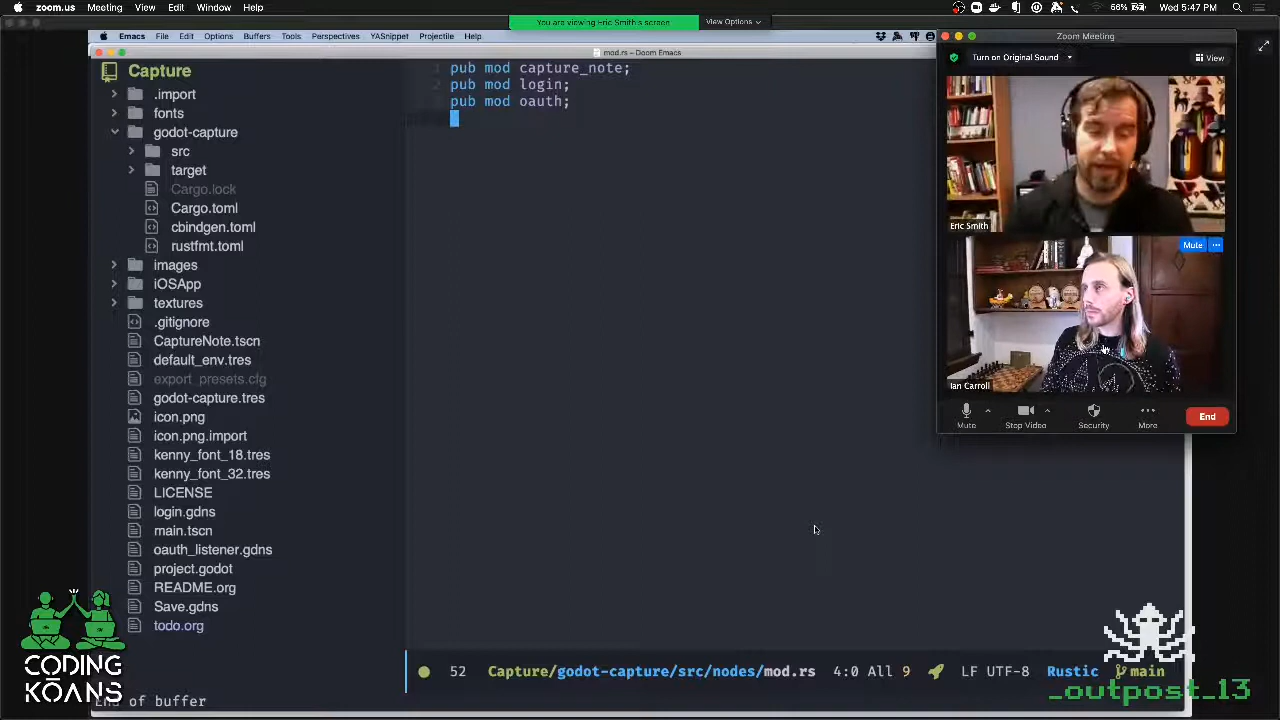 zoom.us Meeting View Edit Window Help
66%
Wed 5:47 PM
You are viewing Eric Smith's screen
View Options
Emacs File Edit Options Buffers Tools Perspectives YASnippet Projectile Help
mod.rs – Doom Emacs
Capture
.import
fonts
godot-capture
src
target
Cargo.lock
Cargo.toml
cbindgen.toml
rustfmt.toml
images
iOSApp
textures
.gitignore
CaptureNote.tscn
default_env.tres
export_presets.cfg
godot-capture.tres
icon.png
icon.png.import
kenny_font_18.tres
kenny_font_32.tres
LICENSE
login.gdns
main.tscn
oauth_listener.gdns
project.godot
README.org
Save.gdns
todo.org
1 pub mod capture_note;
2 pub mod login;
3 pub mod oauth;
52 Capture/godot-capture/src/nodes/mod.rs 4:0 All 9 LF UTF-8 Rustic main
End of buffer
Zoom Meeting
Turn on Original Sound
View
Eric Smith
Mute
Ian Carroll
Mute Stop Video Security More End
CODING
KOANS
_outpost_13